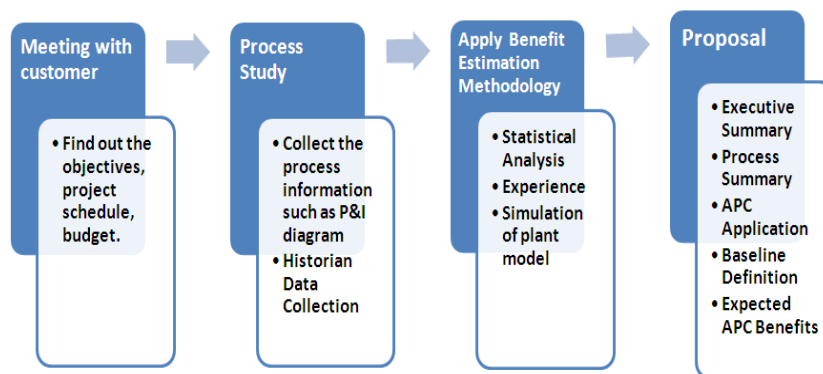 Meeting with
customer
• Find out the
objectives,
project
schedule,
budget.
Process
Study
• Collect the
process
information
such as P&I
diagram
• Historian
Data
Collection
Apply Benefit
Estimation
Methodology
• Statistical
Analysis
• Experience
• Simulation
of plant
model
Proposal
• Executive
Summary
• Process
Summary
• APC
Application
• Baseline
Definition
• Expected
APC Benefits